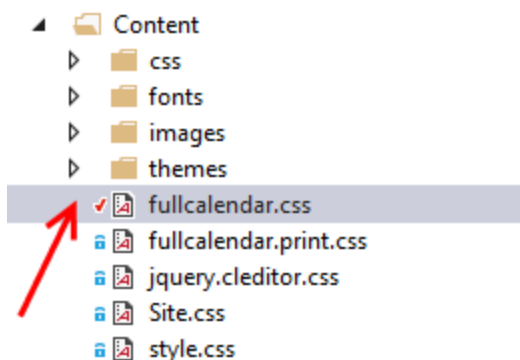 Content
css
fonts
images
themes
fullcalendar.css
fullcalendar.print.css
jquery.cleditor.css
Site.css
style.css